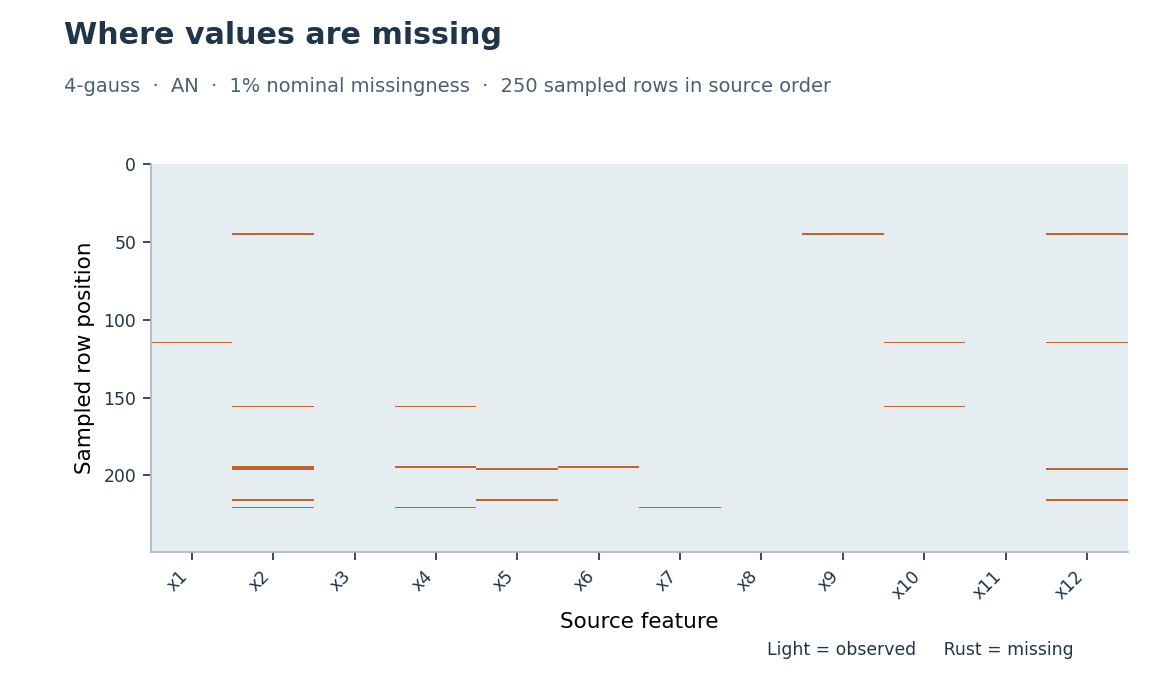 Where values are missing
4-gauss · AN · 1% nominal missingness · 250 sampled rows in source order
0
50
100
150
200
Sampled row position
x1 x2 x3 x4 x5 x6 x7 x8 x9 x10 x11 x12
Source feature
Light = observed Rust = missing